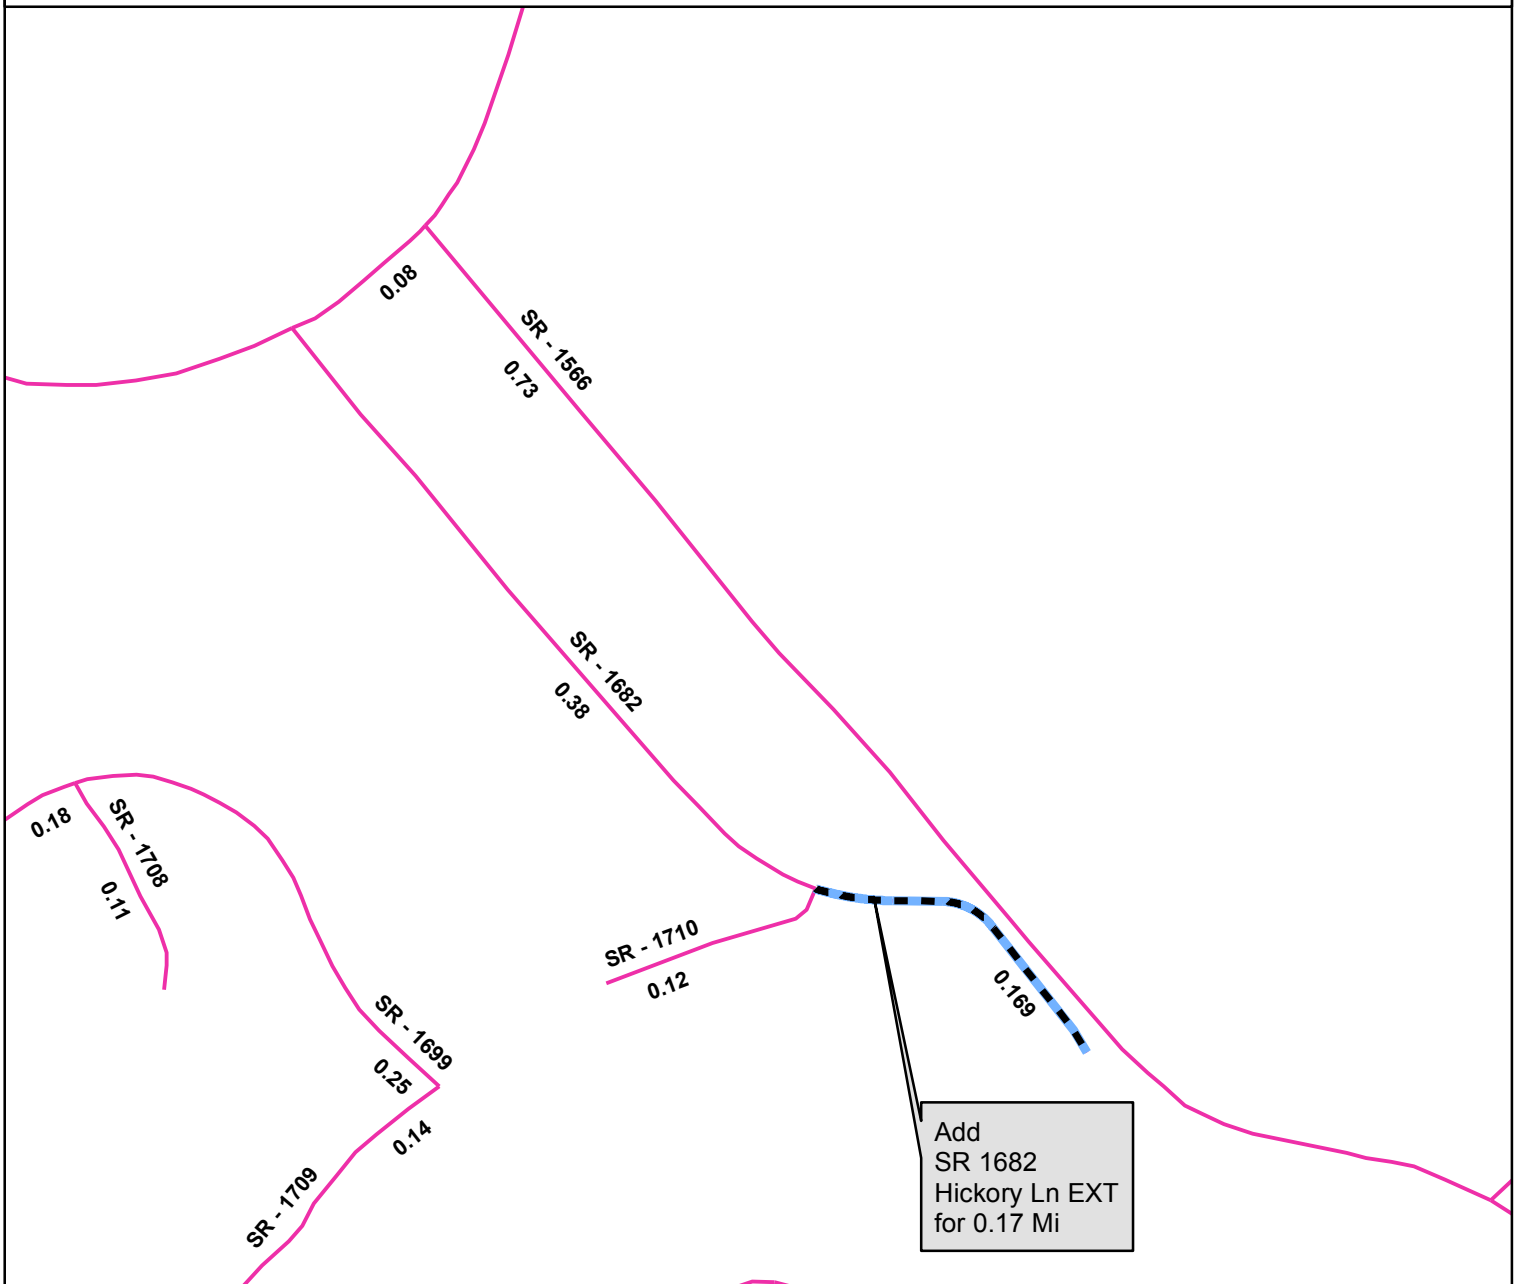 0.08
SR - 1566
0.73
SR - 1682
0.38
0.18
SR - 1708
0.11
SR - 1710
0.12
0.169
SR - 1699
0.25
0.14
SR - 1709
Add
SR 1682
Hickory Ln EXT
for 0.17 Mi